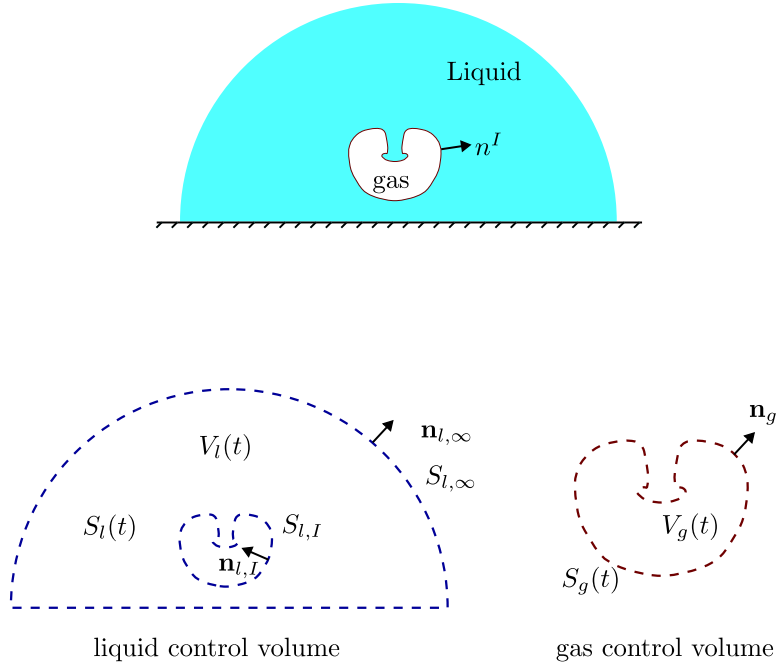 Liquid
n^I
gas
n_g
n_{l,∞}
V_l(t)
S_{l,∞}
S_l(t)
S_{l,I}
V_g(t)
n_{l,I}
S_g(t)
liquid control volume
gas control volume